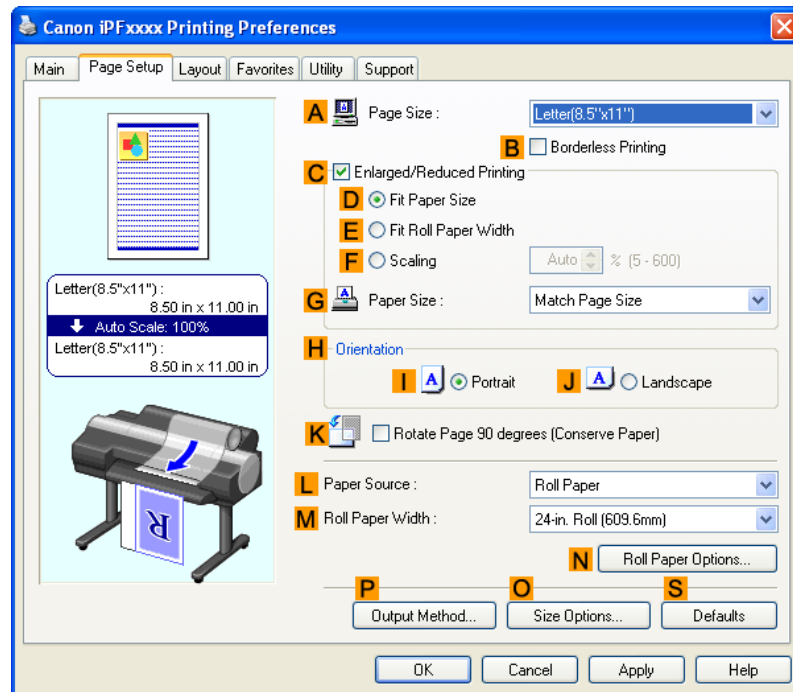 Canon iPFxxxx Printing Preferences
Main Page Setup Layout Favorites Utility Support
A Page Size : Letter(8.5"x11")
B Borderless Printing
C Enlarged/Reduced Printing
D Fit Paper Size
E Fit Roll Paper Width
F Scaling Auto % (5 - 600)
G Paper Size : Match Page Size
Letter(8.5"x11") :
8.50 in x 11.00 in
Auto Scale: 100%
Letter(8.5"x11") :
8.50 in x 11.00 in
H Orientation
I A Portrait J A Landscape
K Rotate Page 90 degrees (Conserve Paper)
L Paper Source : Roll Paper
M Roll Paper Width : 24-in. Roll (609.6mm)
N Roll Paper Options...
R
P O S
Output Method... Size Options... Defaults
OK Cancel Apply Help